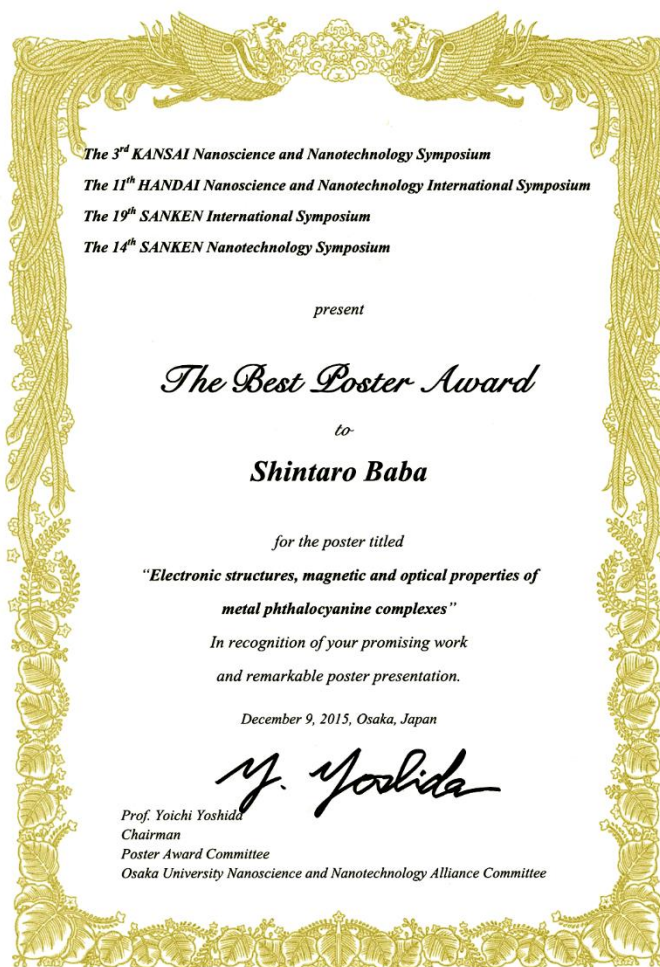 The 3rd KANSAI Nanoscience and Nanotechnology Symposium
The 11th HANDAI Nanoscience and Nanotechnology International Symposium
The 19th SANKEN International Symposium
The 14th SANKEN Nanotechnology Symposium
present
The Best Poster Award
to
Shintaro Baba
for the poster titled
“Electronic structures, magnetic and optical properties of
metal phthalocyanine complexes”
In recognition of your promising work
and remarkable poster presentation.
December 9, 2015, Osaka, Japan
Y. Yoshida
Prof. Yoichi Yoshida
Chairman
Poster Award Committee
Osaka University Nanoscience and Nanotechnology Alliance Committee